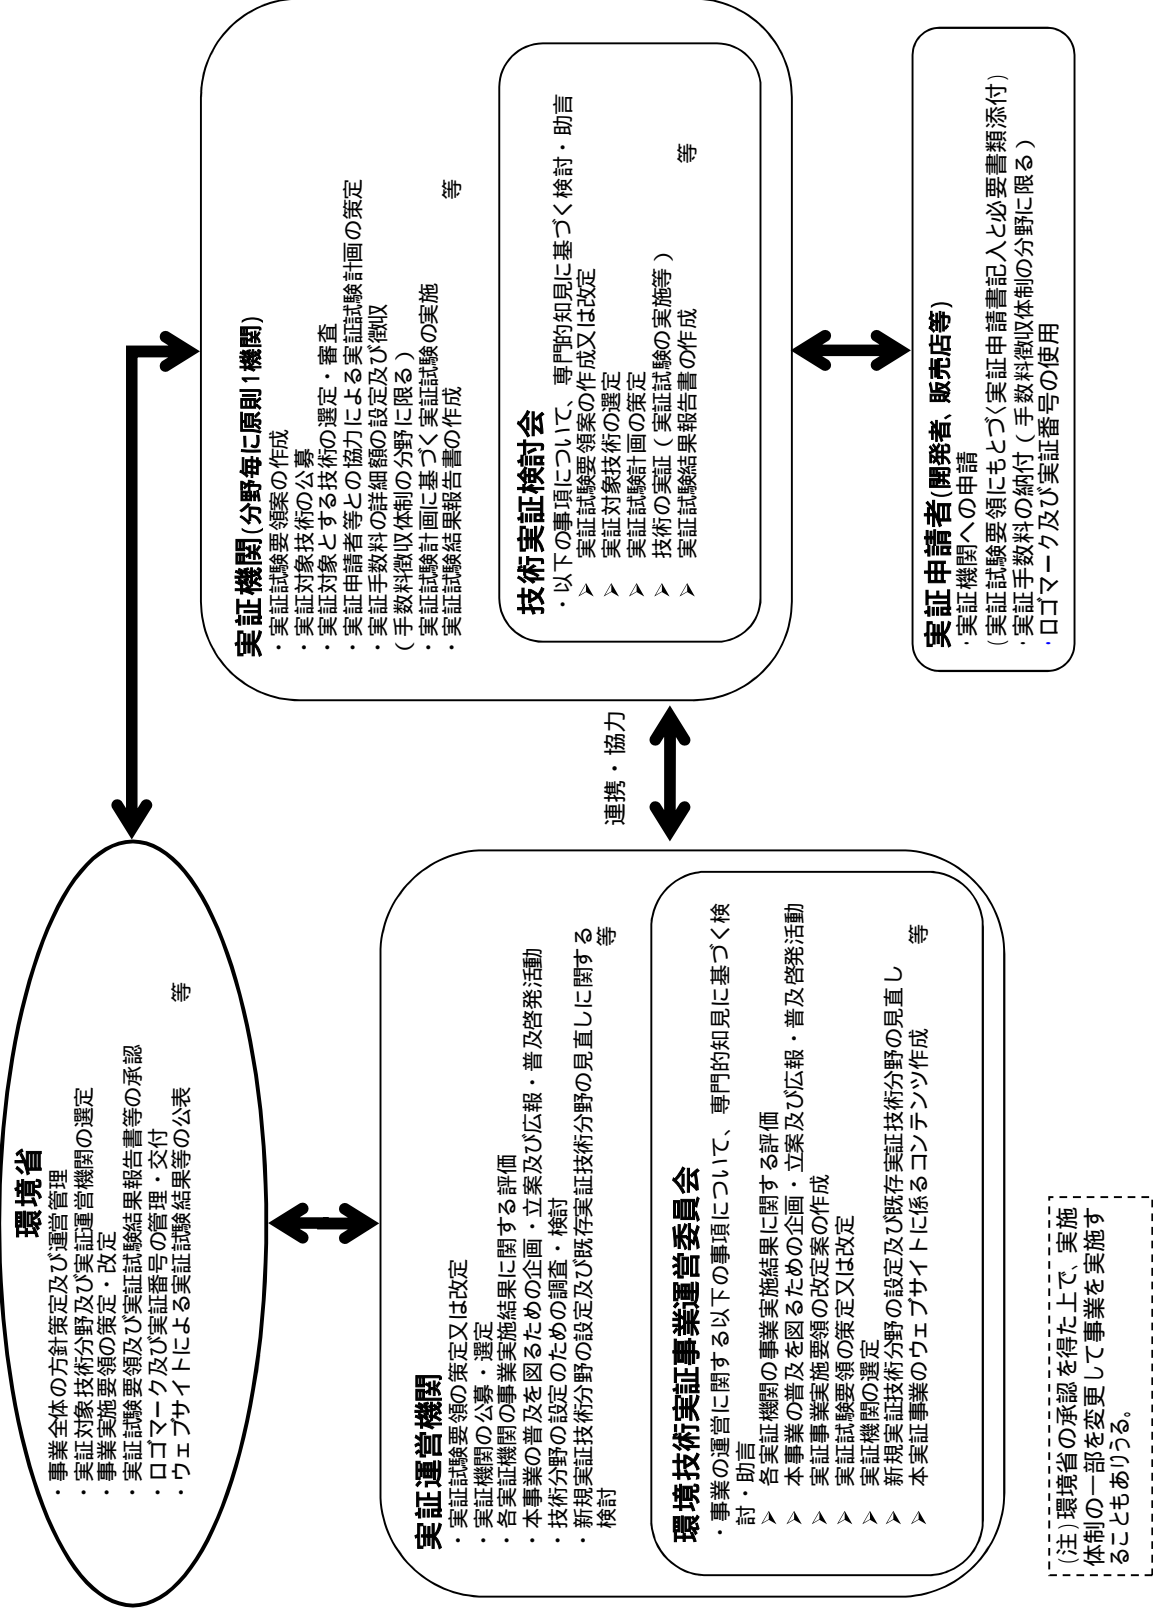 環境省
・事業全体の方針策定及び運営管理
・実証対象技術分野及び実証運営機関の選定
・事業実施要領の策定・改定
・実証試験要領及び実証試験結果報告書等の承認
・ロゴマーク及び実証番号の管理・交付
・ウェブサイトによる実証試験結果等の公表
等
実証運営機関
・実証試験要領の策定又は改定
・実証機関の公募・選定
・各実証機関の事業実施結果に関する評価
・本事業の普及を図るための企画・立案及び広報・普及啓発活動
・技術分野の設定のための調査・検討
・新規実証技術分野の設定及び既存実証技術分野の見直しに関する
検討 等
環境技術実証事業運営委員会
・事業の運営に関する以下の事項について、専門的知見に基づく検
討・助言
➢ 各実証機関の事業実施結果に関する評価
➢ 本事業の普及を図るための企画・立案及び広報・普及啓発活動
➢ 実証事業実施要領の改定案の作成
➢ 実証試験要領の策定又は改定
➢ 実証機関の選定
➢ 新規実証技術分野の設定及び既存実証技術分野の見直し
➢ 本実証事業のウェブサイトに係るコンテンツ作成 等
連携・協力
実証機関(分野毎に原則1機関)
・実証試験要領案の作成
・実証対象技術の公募
・実証対象とする技術の選定・審査
・実証申請者等との協力による実証試験計画の策定
・実証手数料の詳細額の設定及び徴収
(手数料徴収体制の分野に限る)
・実証試験計画に基づく実証試験の実施
・実証試験結果報告書の作成 等
技術実証検討会
・以下の事項について、専門的知見に基づく検討・助言
➢ 実証試験要領案の作成又は改定
➢ 実証対象技術の選定
➢ 実証試験計画の策定
➢ 技術の実証(実証試験の実施等)
➢ 実証試験結果報告書の作成 等
実証申請者(開発者、販売店等)
・実証機関への申請
(実証試験要領にもとづく実証申請書記入と必要書類添付)
・実証手数料の納付(手数料徴収体制の分野に限る)
・ロゴマーク及び実証番号の使用
(注)環境省の承認を得た上で、実施
体制の一部を変更して事業を実施す
ることもありうる。